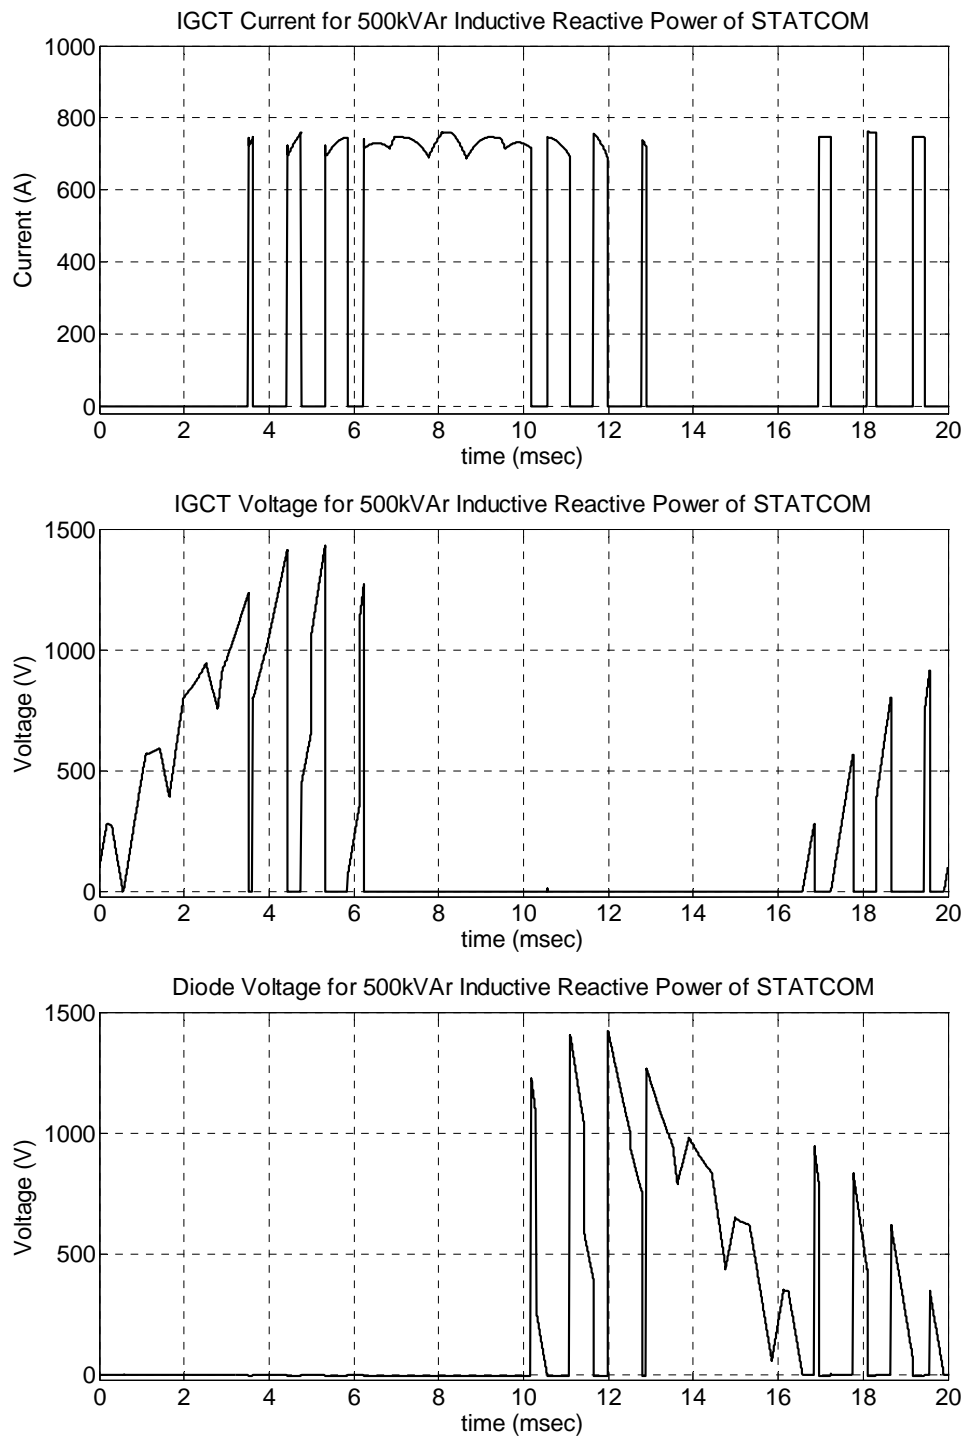 IGCT Current for 500kVAr Inductive Reactive Power of STATCOM
1000
800
600
400
200
0
Current (A)
0 2 4 6 8 10 12 14 16 18 20
time (msec)
IGCT Voltage for 500kVAr Inductive Reactive Power of STATCOM
1500
1000
500
0
Voltage (V)
0 2 4 6 8 10 12 14 16 18 20
time (msec)
Diode Voltage for 500kVAr Inductive Reactive Power of STATCOM
1500
1000
500
0
Voltage (V)
0 2 4 6 8 10 12 14 16 18 20
time (msec)